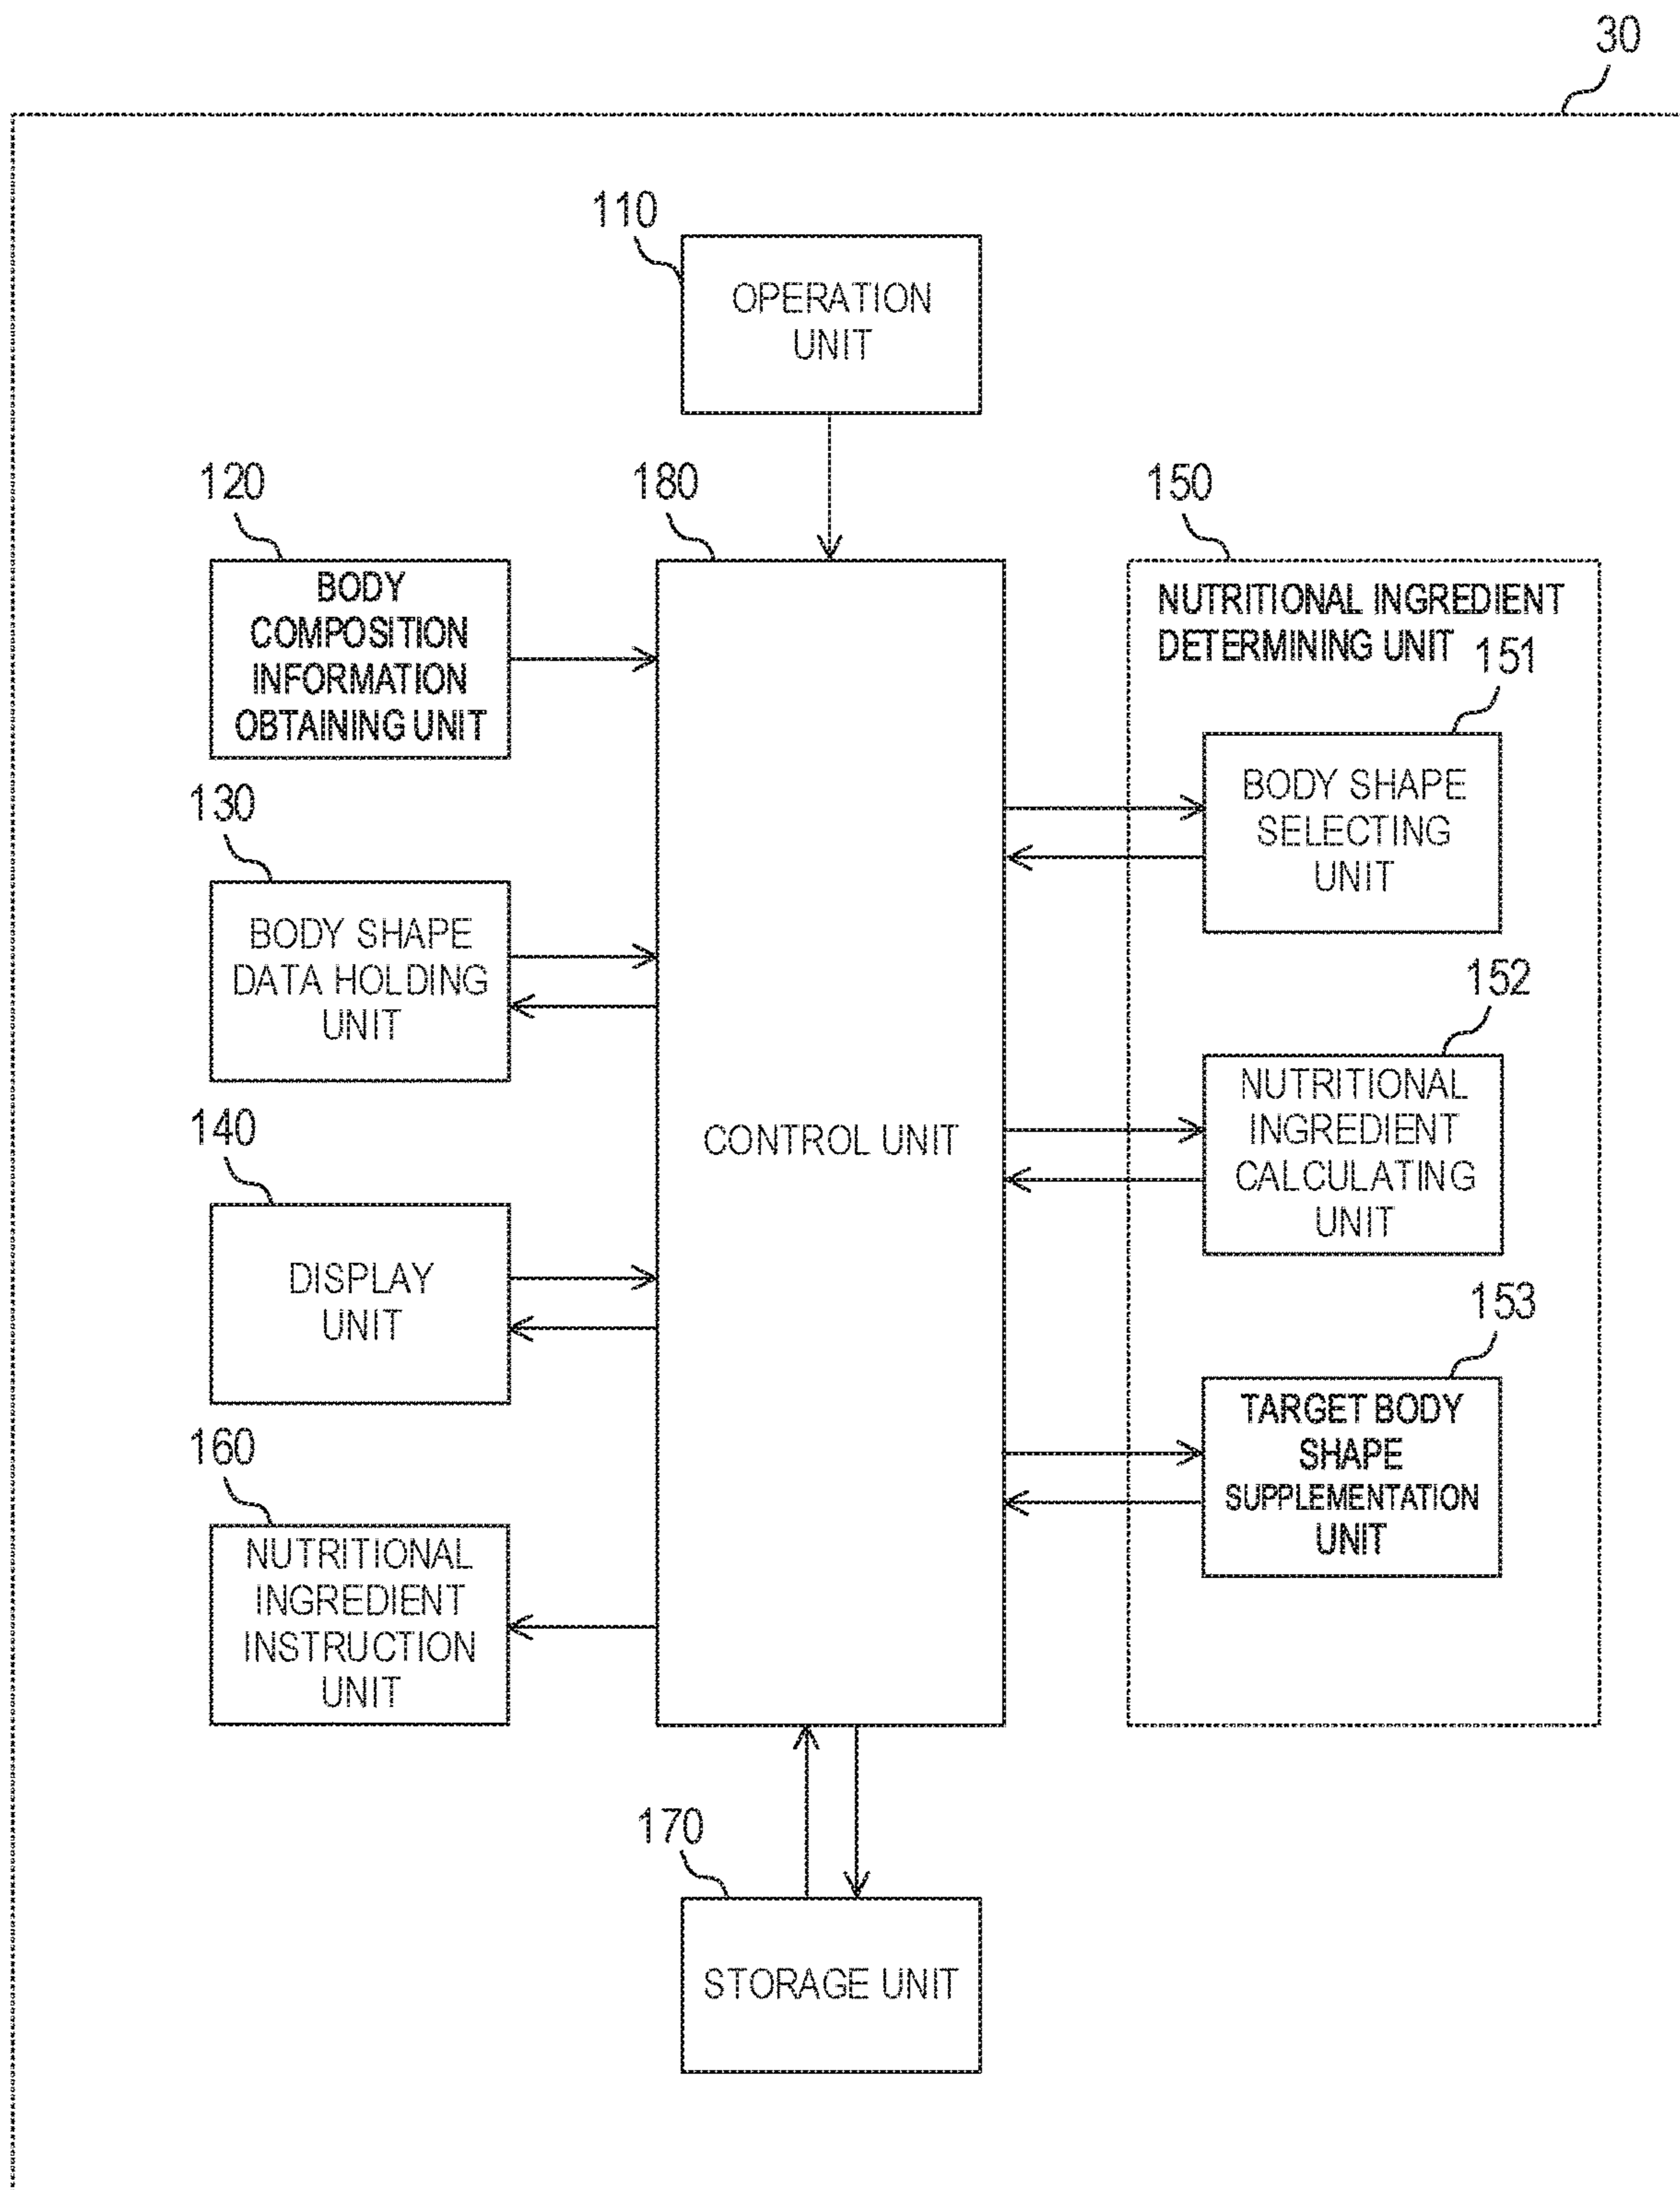 30
110
OPERATION
UNIT
120
180
150
BODY
COMPOSITION
INFORMATION
OBTAINING UNIT
NUTRITIONAL INGREDIENT
DETERMINING UNIT
151
BODY SHAPE
SELECTING
UNIT
130
BODY SHAPE
DATA HOLDING
UNIT
152
NUTRITIONAL
INGREDIENT
CALCULATING
UNIT
CONTROL UNIT
140
DISPLAY
UNIT
153
TARGET BODY
SHAPE
SUPPLEMENTATION
UNIT
160
NUTRITIONAL
INGREDIENT
INSTRUCTION
UNIT
170
STORAGE UNIT